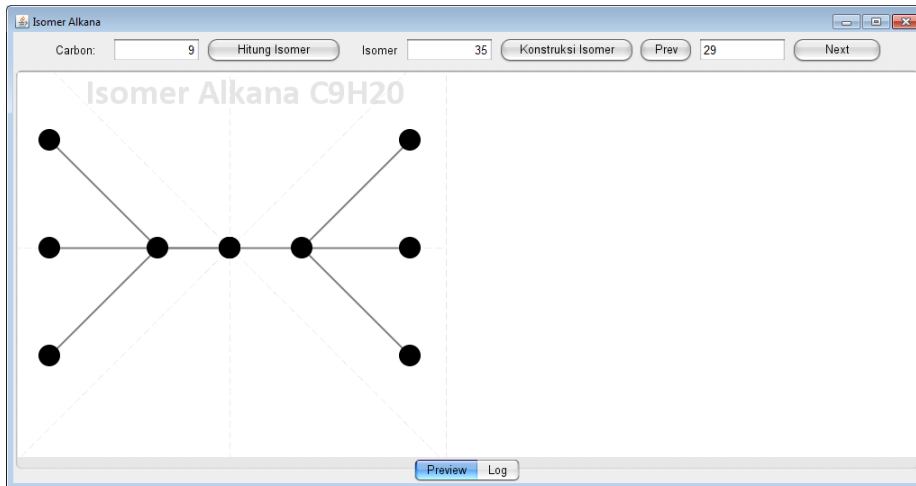 Isomer Alkana
Carbon: 9 Hitung Isomer Isomer 35 Konstruksi Isomer Prev 29 Next
Isomer Alkana C9H20
Preview Log